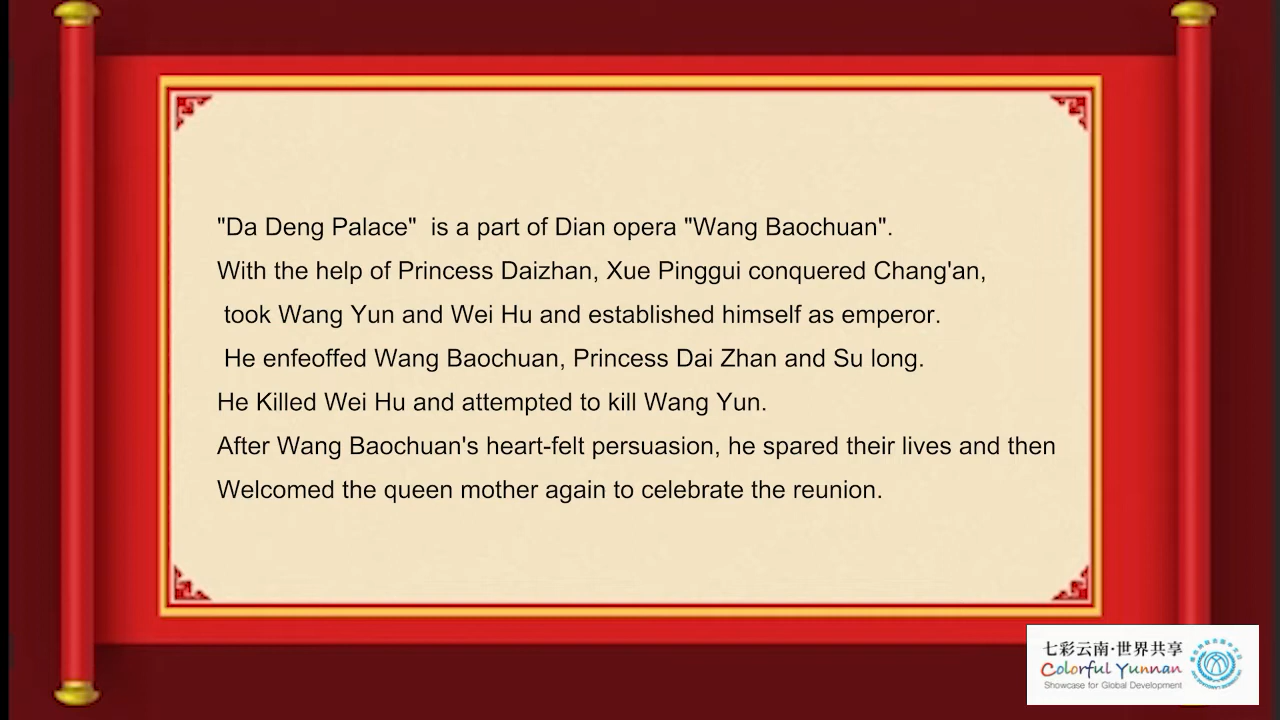 "Da Deng Palace"  is a part of Dian opera "Wang Baochuan".
With the help of Princess Daizhan, Xue Pinggui conquered Chang'an,
took Wang Yun and Wei Hu and established himself as emperor.
He enfeoffed Wang Baochuan, Princess Dai Zhan and Su long.
He Killed Wei Hu and attempted to kill Wang Yun.
After Wang Baochuan's heart-felt persuasion, he spared their lives and then
Welcomed the queen mother again to celebrate the reunion.
七彩云南·世界共享
Colorful Yunnan
Showcase for Global Development